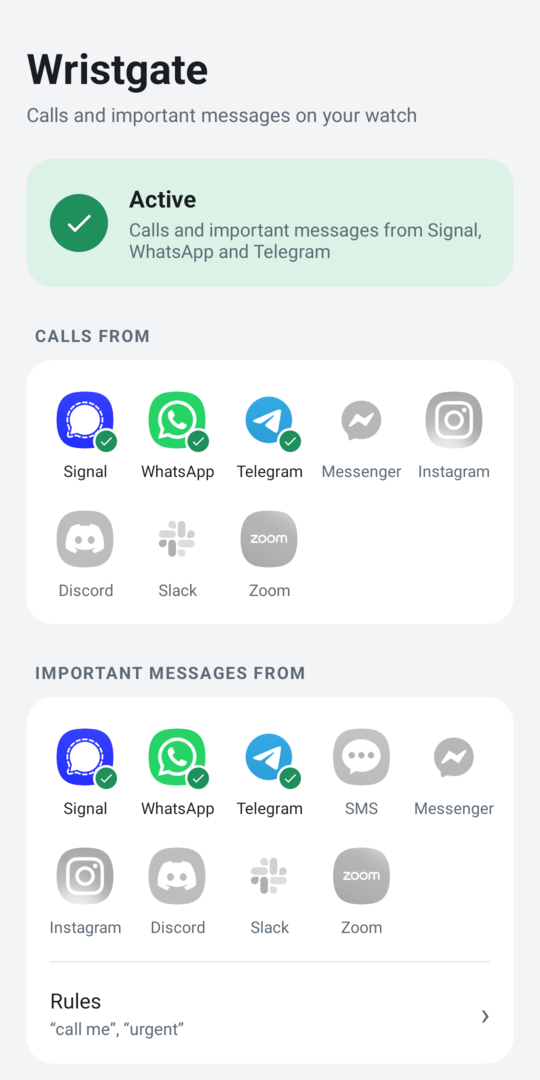 Wristgate
Calls and important messages on your watch
Active
Calls and important messages from Signal,
WhatsApp and Telegram
CALLS FROM
Signal WhatsApp Telegram Messenger Instagram
zoom
Discord Slack Zoom
IMPORTANT MESSAGES FROM
Signal WhatsApp Telegram SMS Messenger
zoom
Instagram Discord Slack Zoom
Rules
“call me”, “urgent”